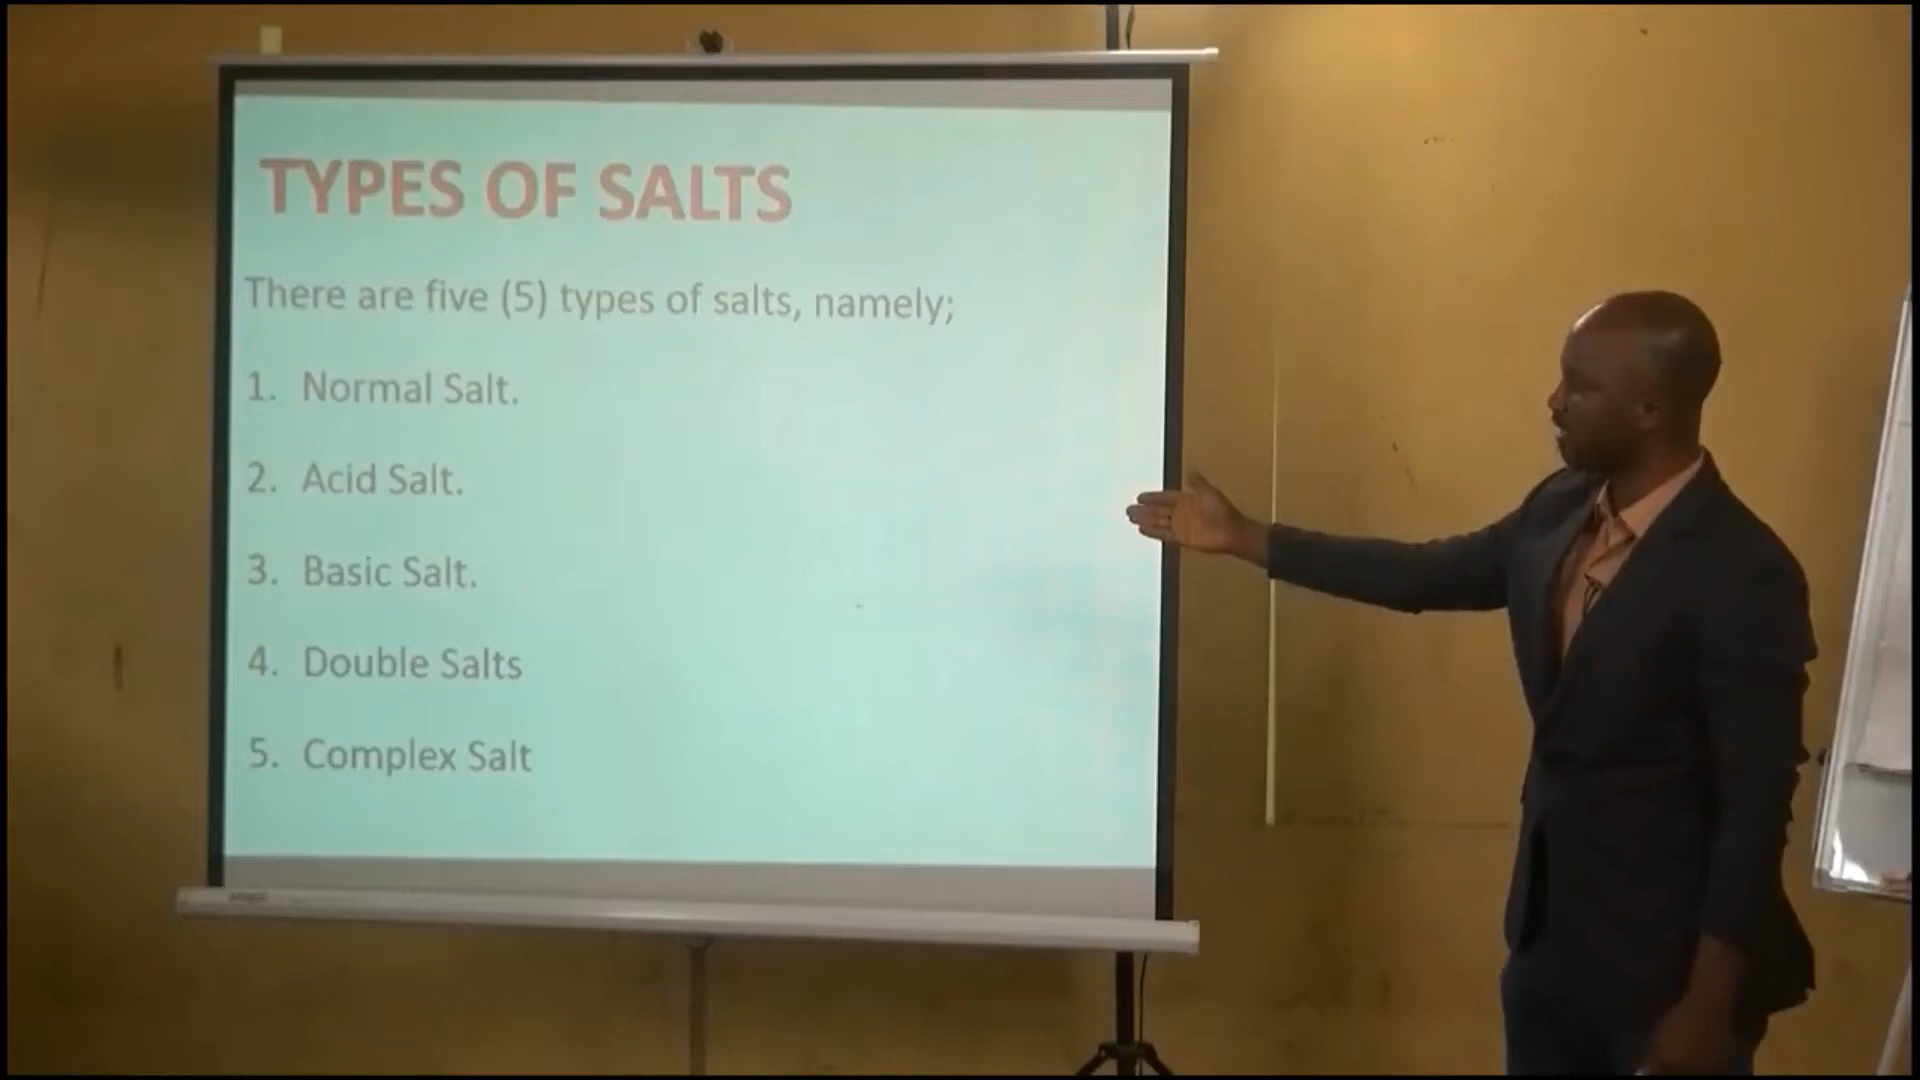 TYPES OF SALTS
There are five (5) types of salts, namely;
1. Normal Salt.
2. Acid Salt.
3. Basic Salt.
4. Double Salts
5. Complex Salt